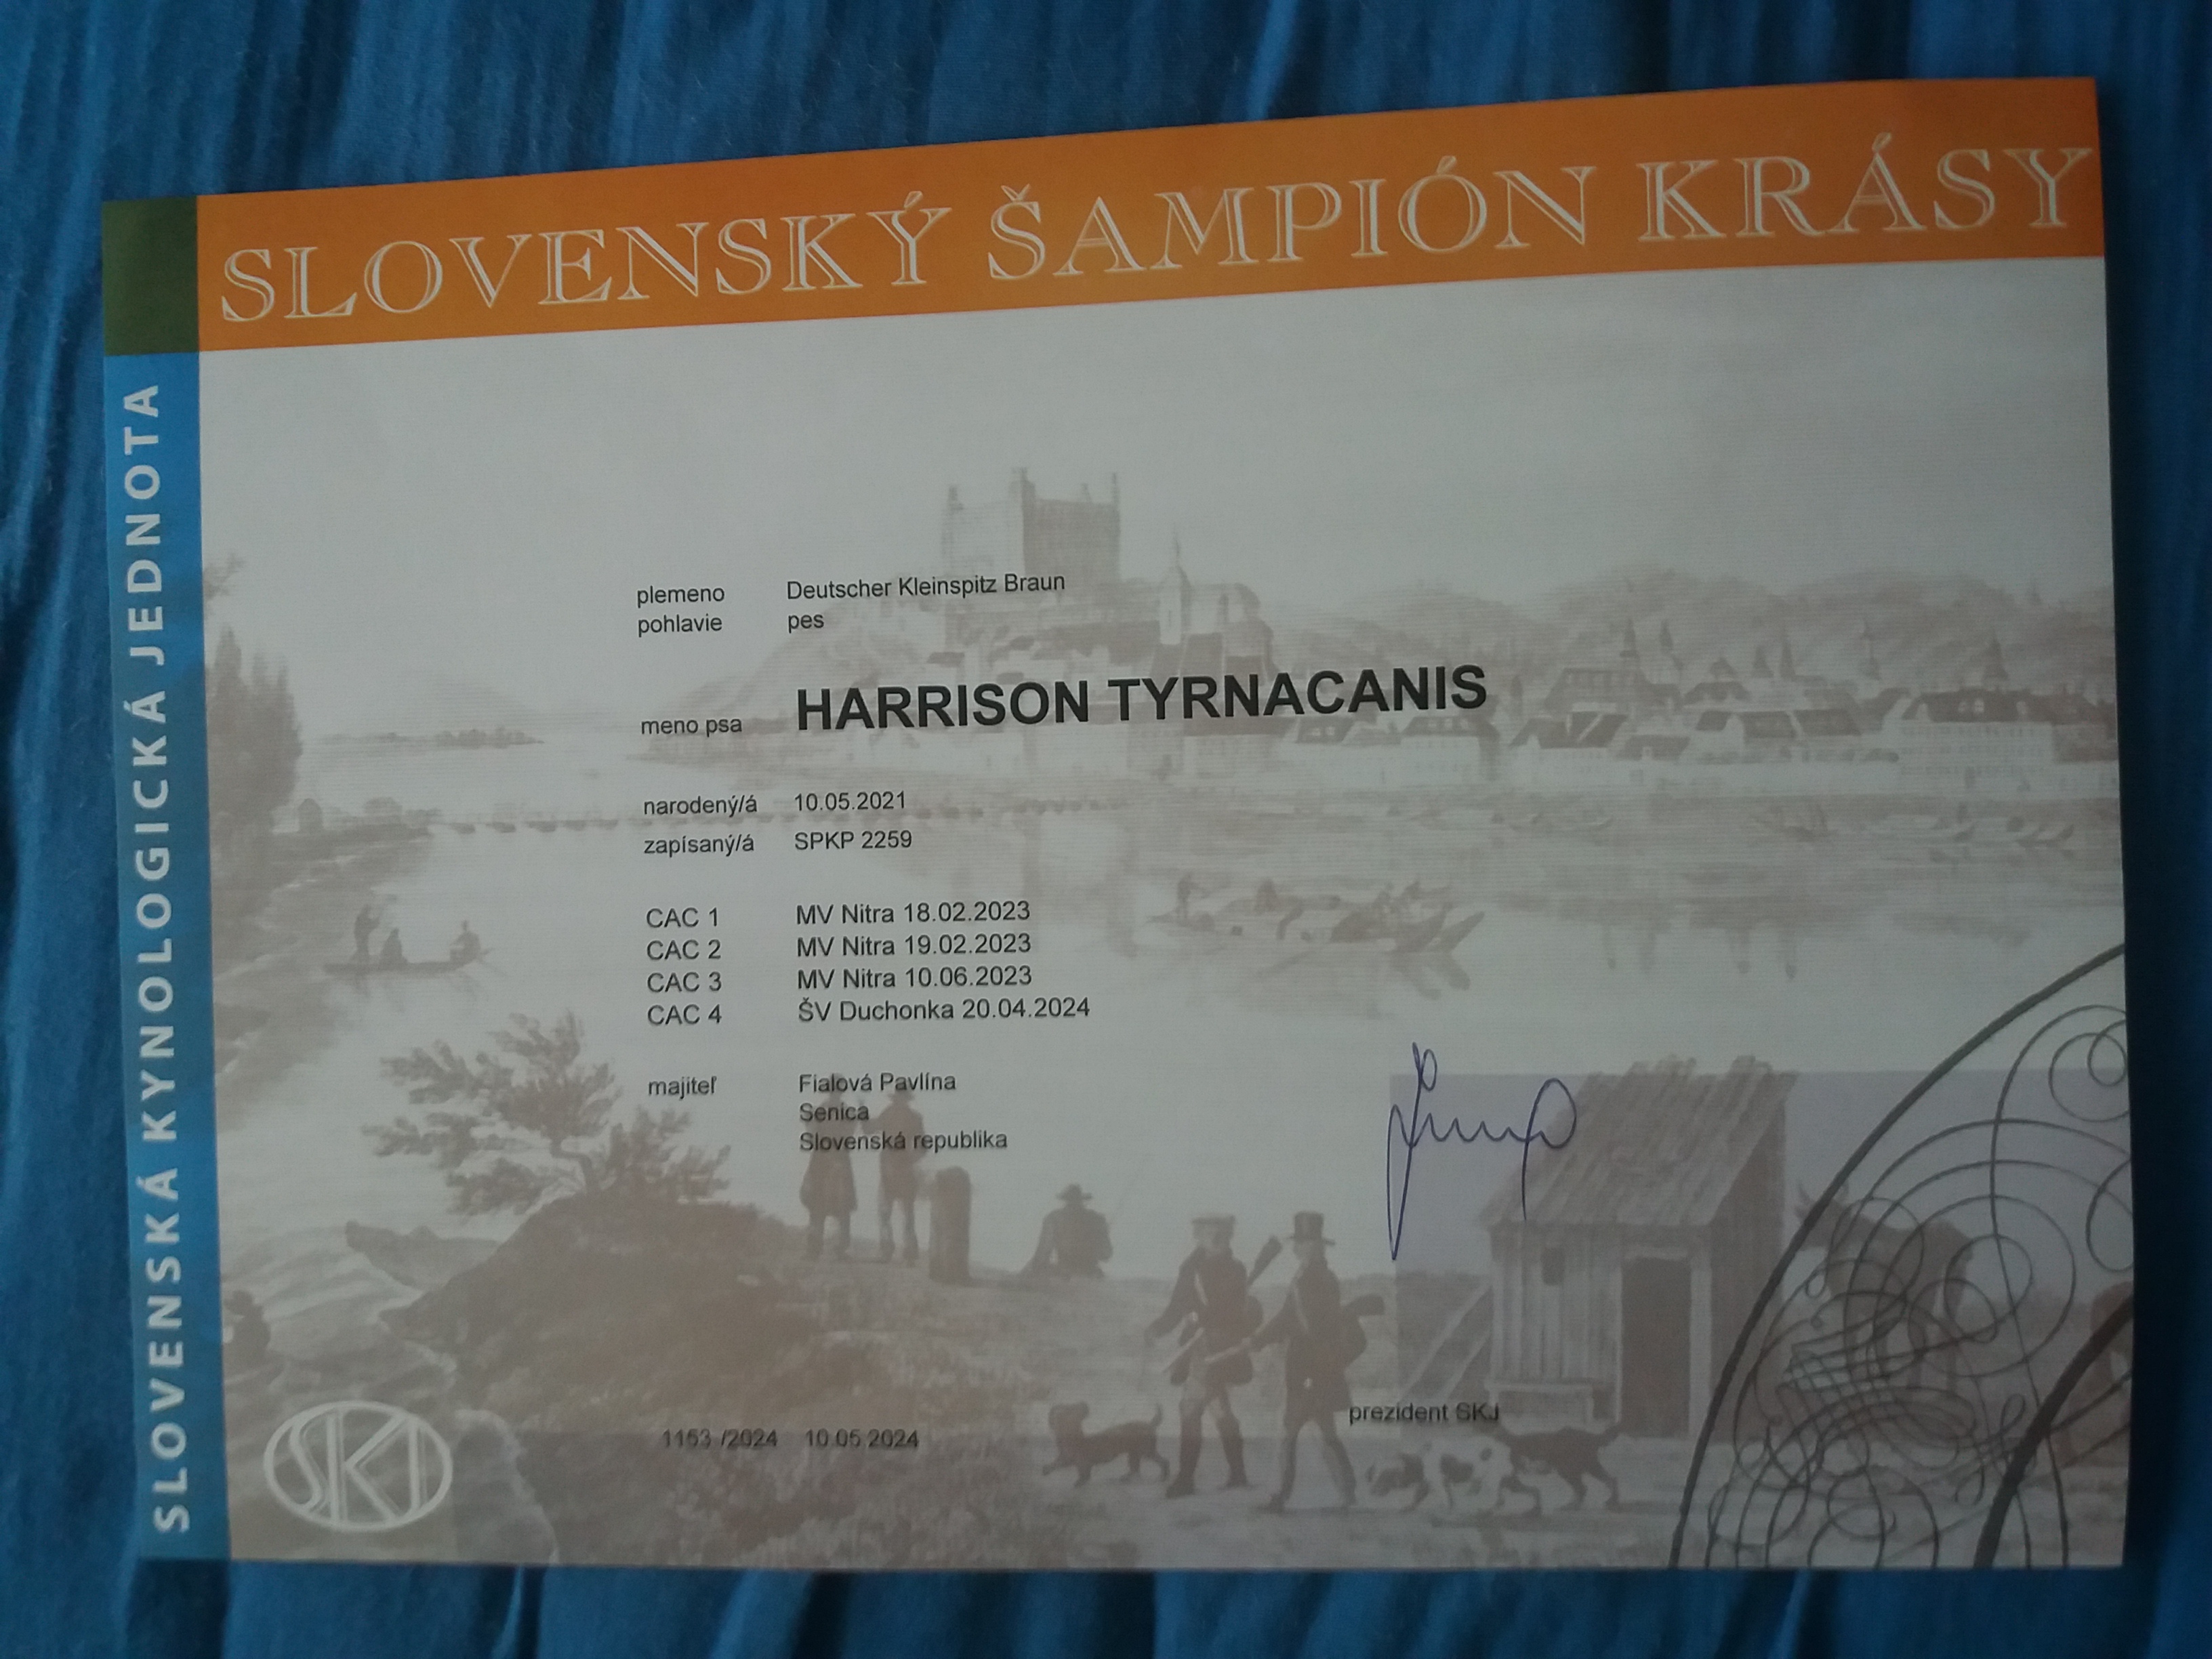 SLOVENSKÝ ŠAMPIÓN KRÁSY
SLOVENSKÁ KYNOLOGICKÁ JEDNOTA
plemeno Deutscher Kleinspitz Braun
pohlavie pes
meno psa HARRISON TYRNACANIS
narodený/á 10.05.2021
zapísaný/á SPKP 2259
CAC 1 MV Nitra 18.02.2023
CAC 2 MV Nitra 19.02.2023
CAC 3 MV Nitra 10.06.2023
CAC 4 ŠV Duchonka 20.04.2024
majiteľ Fialová Pavlína
Senica
Slovenská republika
prezident SKJ
1153 /2024 10.05.2024
SKJ